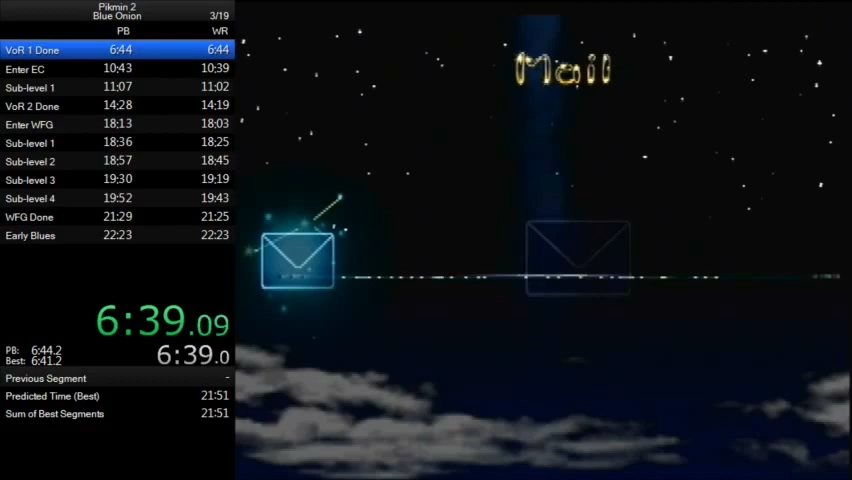 Pikmin 2
Blue Onion 3/19
PB WR
VoR 1 Done 6:44 6:44
Enter EC 10:43 10:39
Sub-level 1 11:07 11:02
VoR 2 Done 14:28 14:19
Enter WFG 18:13 18:03
Sub-level 1 18:36 18:25
Sub-level 2 18:57 18:45
Sub-level 3 19:30 19:19
Sub-level 4 19:52 19:43
WFG Done 21:29 21:25
Early Blues 22:23 22:23
6:39.09
PB: 6:44.2
Best: 6:41.2
6:39.0
Previous Segment -
Predicted Time (Best) 21:51
Sum of Best Segments 21:51
Mail